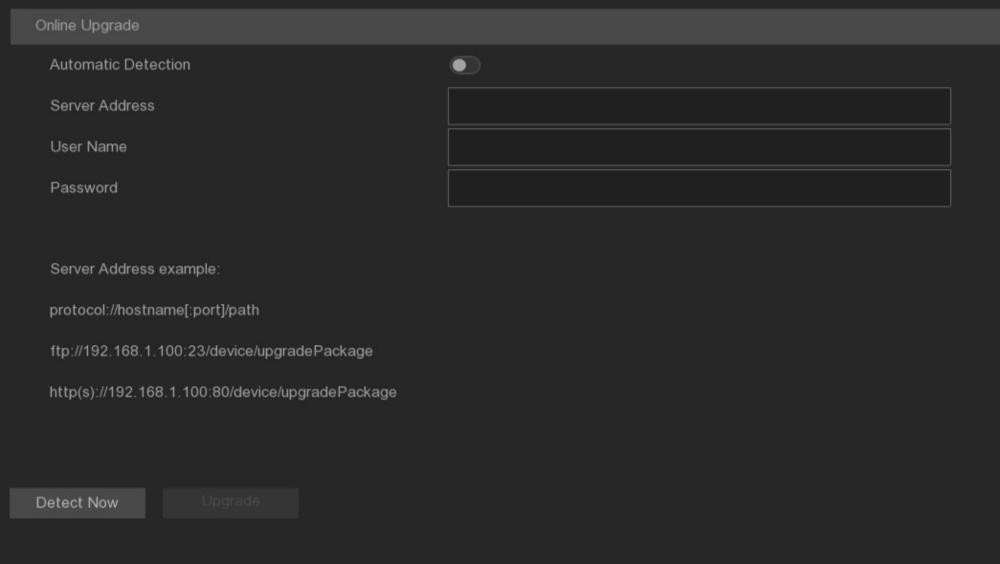 Online Upgrade
Automatic Detection
Server Address
User Name
Password
Server Address example:
protocol://hostname[:port]/path
ftp://192.168.1.100:23/device/upgradePackage
http(s)://192.168.1.100:80/device/upgradePackage
Detect Now Upgrade